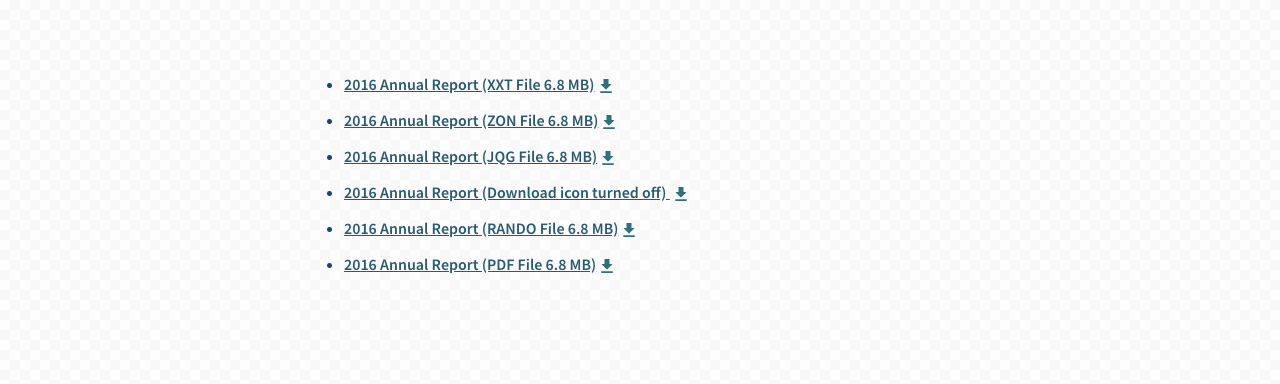 2016 Annual Report (XXT File 6.8 MB)
2016 Annual Report (ZON File 6.8 MB)
2016 Annual Report (JQG File 6.8 MB)
2016 Annual Report (Download icon turned off)
2016 Annual Report (RANDO File 6.8 MB)
2016 Annual Report (PDF File 6.8 MB)